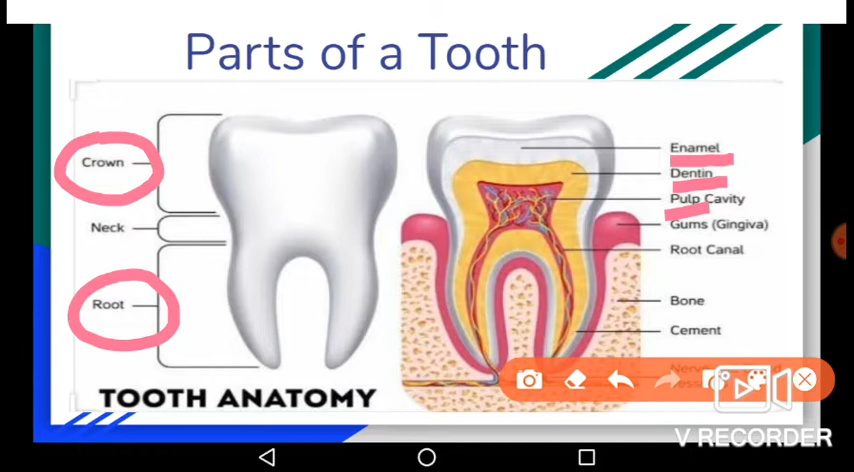 Parts of a Tooth
Crown
Neck
Root
TOOTH ANATOMY
Enamel
Dentin
Pulp Cavity
Gums (Gingiva)
Root Canal
Bone
Cement
V RECORDER